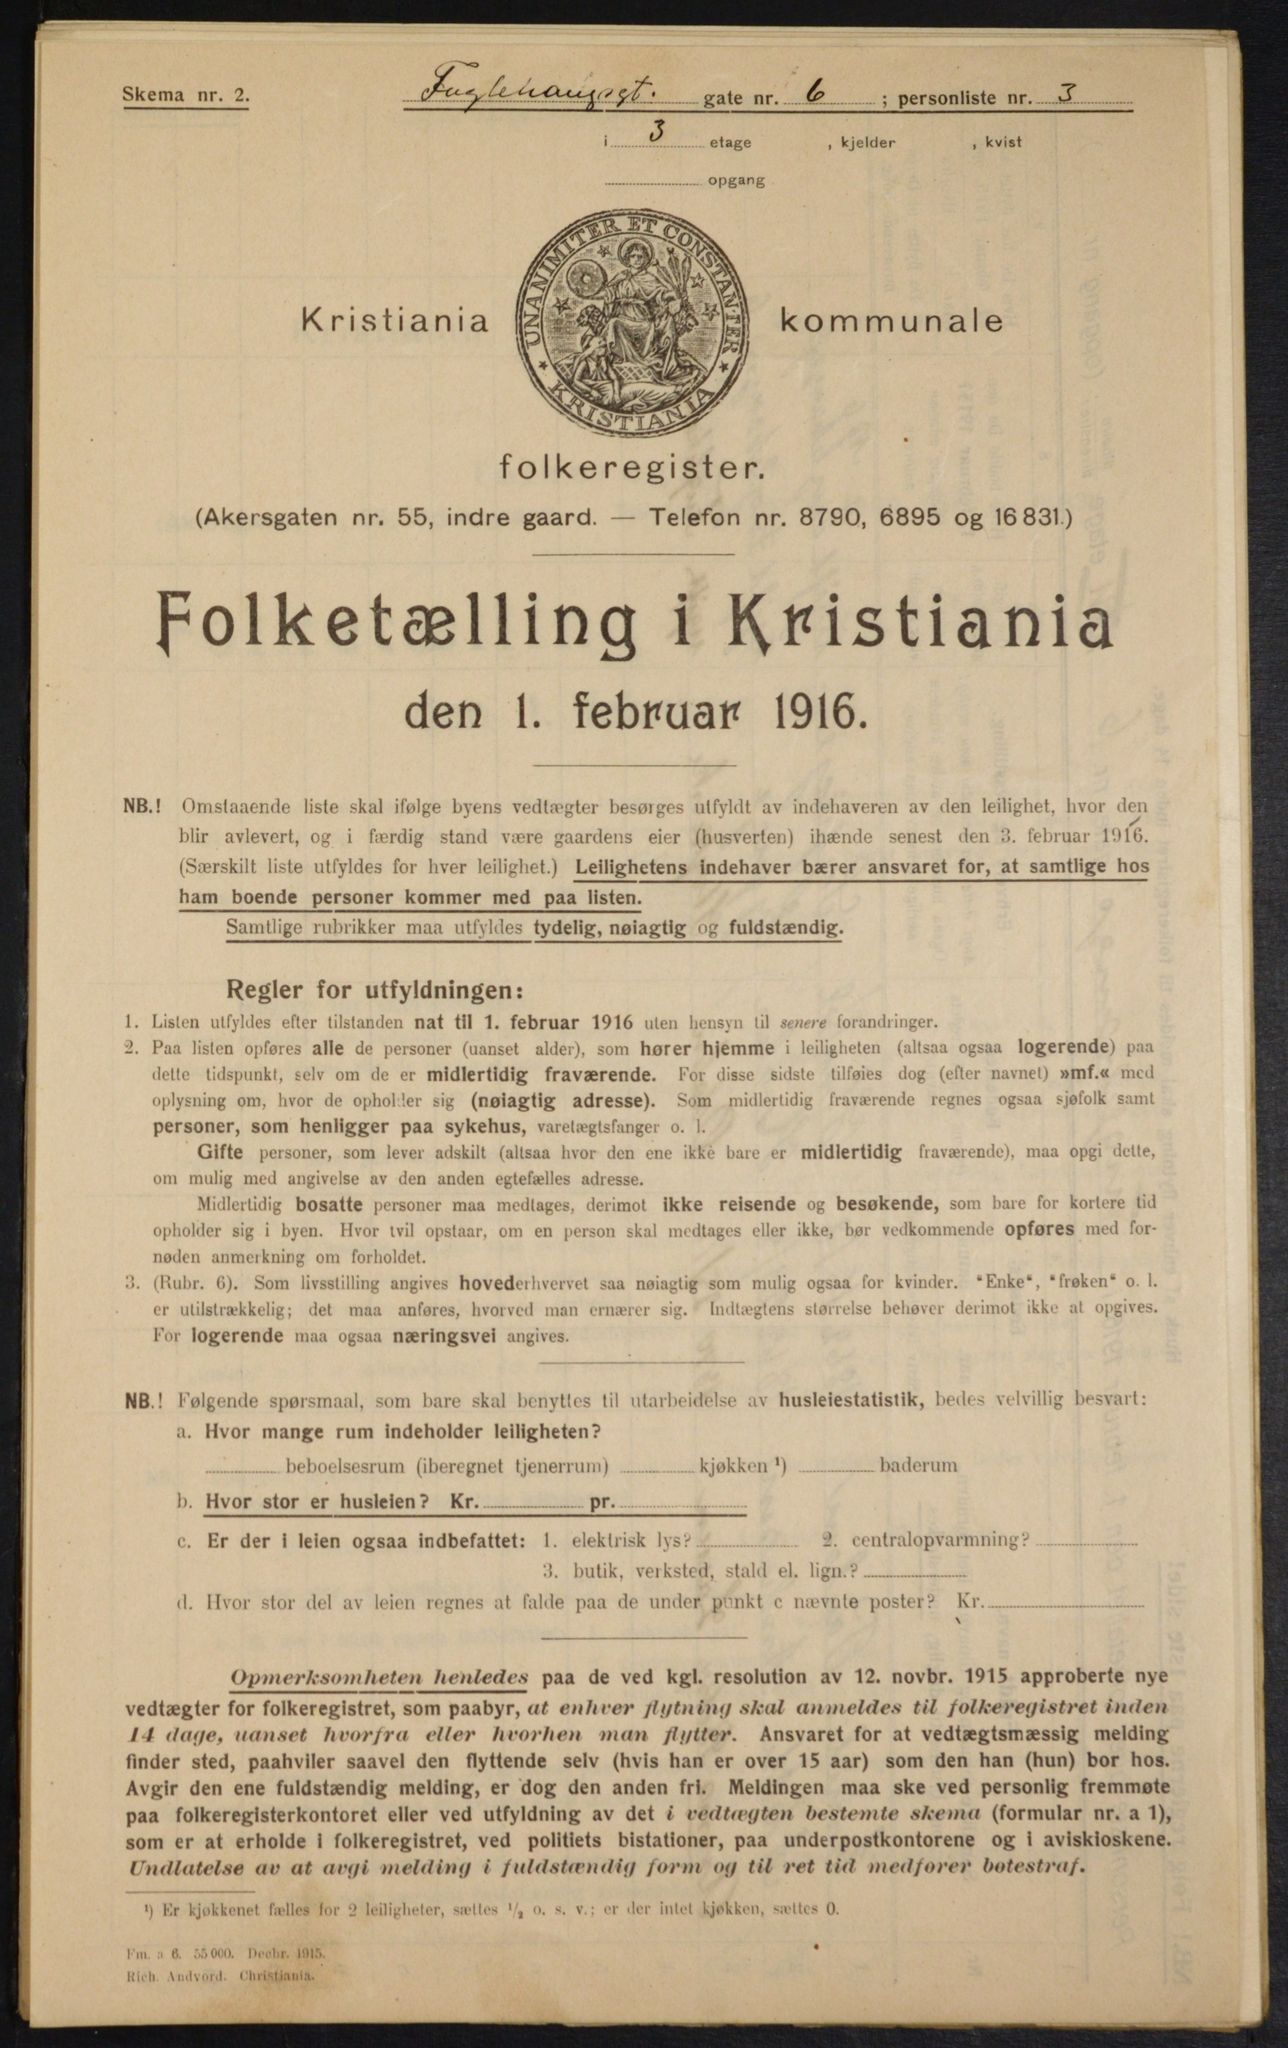 Skema nr. 2.
Fuglehaugsgt. gate nr. 6; personliste nr. 3
i 3 etage , kjelder , kvist
opgang
UNANIMITER ET CONSTANTER
KRISTIANIA
Kristiania kommunale
folkeregister.
(Akersgaten nr. 55, indre gaard. — Telefon nr. 8790, 6895 og 16 831.)
Folketælling i Kristiania
den 1. februar 1916.
NB.! Omstaaende liste skal ifølge byens vedtægter besørges utfyldt av indehaveren av den leilighet, hvor den
blir avlevert, og i færdig stand være gaardens eier (husverten) ihænde senest den 3. februar 1916.
(Særskilt liste utfyldes for hver leilighet.) Leilighetens indehaver bærer ansvaret for, at samtlige hos
ham boende personer kommer med paa listen.
Samtlige rubrikker maa utfyldes tydelig, nøiagtig og fuldstændig.
Regler for utfyldningen:
1. Listen utfyldes efter tilstanden nat til 1. februar 1916 uten hensyn til senere forandringer.
2. Paa listen opføres alle de personer (uanset alder), som hører hjemme i leiligheten (altsaa ogsaa logerende) paa
dette tidspunkt, selv om de er midlertidig fraværende. For disse sidste tilføies dog (efter navnet) »mf.« med
oplysning om, hvor de opholder sig (nøiagtig adresse). Som midlertidig fraværende regnes ogsaa sjøfolk samt
personer, som henligger paa sykehus, varetægtsfanger o. l.
Gifte personer, som lever adskilt (altsaa hvor den ene ikke bare er midlertidig fraværende), maa opgi dette,
om mulig med angivelse av den anden egtefælles adresse.
Midlertidig bosatte personer maa medtages, derimot ikke reisende og besøkende, som bare for kortere tid
opholder sig i byen. Hvor tvil opstaar, om en person skal medtages eller ikke, bør vedkommende opføres med for-
nøden anmerkning om forholdet.
3. (Rubr. 6). Som livsstilling angives hovederhvervet saa nøiagtig som mulig ogsaa for kvinder. "Enke", "frøken" o. l.
er utilstrækkelig; det maa anføres, hvorved man ernærer sig. Indtægtens størrelse behøver derimot ikke at opgives.
For logerende maa ogsaa næringsvei angives.
NB.! Følgende spørsmaal, som bare skal benyttes til utarbeidelse av husleiestatistik, bedes velvillig besvart:
a. Hvor mange rum indeholder leiligheten?
beboelsesrum (iberegnet tjenerrum) kjøkken ¹) baderum
b. Hvor stor er husleien? Kr. pr.
c. Er der i leien ogsaa indbefattet: 1. elektrisk lys? 2. centralopvarmning?
3. butik, verksted, stald el. lign.?
d. Hvor stor del av leien regnes at falde paa de under punkt c nævnte poster? Kr.
Opmerksomheten henledes paa de ved kgl. resolution av 12. novbr. 1915 approberte nye
vedtægter for folkeregistret, som paabyr, at enhver flytning skal anmeldes til folkeregistret inden
14 dage, uanset hvorfra eller hvorhen man flytter. Ansvaret for at vedtægtsmæssig melding
finder sted, paahviler saavel den flyttende selv (hvis han er over 15 aar) som den han (hun) bor hos.
Avgir den ene fuldstændig melding, er dog den anden fri. Meldingen maa ske ved personlig fremmøte
paa folkeregisterkontoret eller ved utfyldning av det i vedtægten bestemte skema (formular nr. a 1),
som er at erholde i folkeregistret, ved politiets bistationer, paa underpostkontorene og i aviskioskene.
Undlatelse av at avgi melding i fuldstændig form og til ret tid medfører bøtestraf.
¹) Er kjøkkenet fælles for 2 leiligheter, sættes ½ o. s. v.; er der intet kjøkken, sættes 0.
Fm. a 6. 55 000. Decbr. 1915.
Rich. Andvord. Christiania.